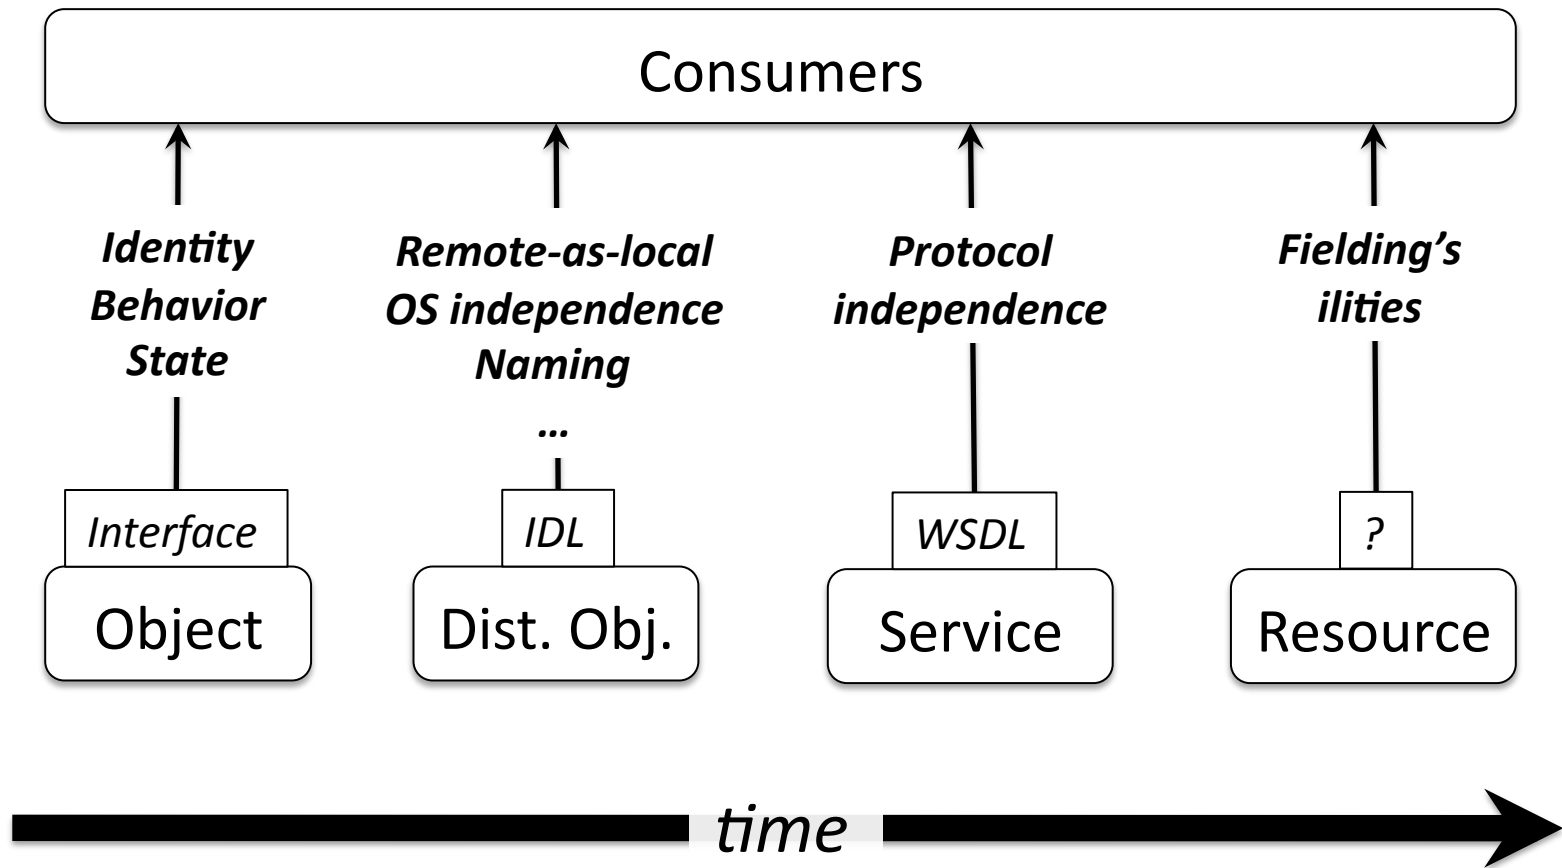 Consumers
Identity
Behavior
State
Remote-as-local
OS independence
Naming
...
Protocol
independence
Fielding’s
ilities
Interface
IDL
WSDL
?
Object
Dist. Obj.
Service
Resource
time